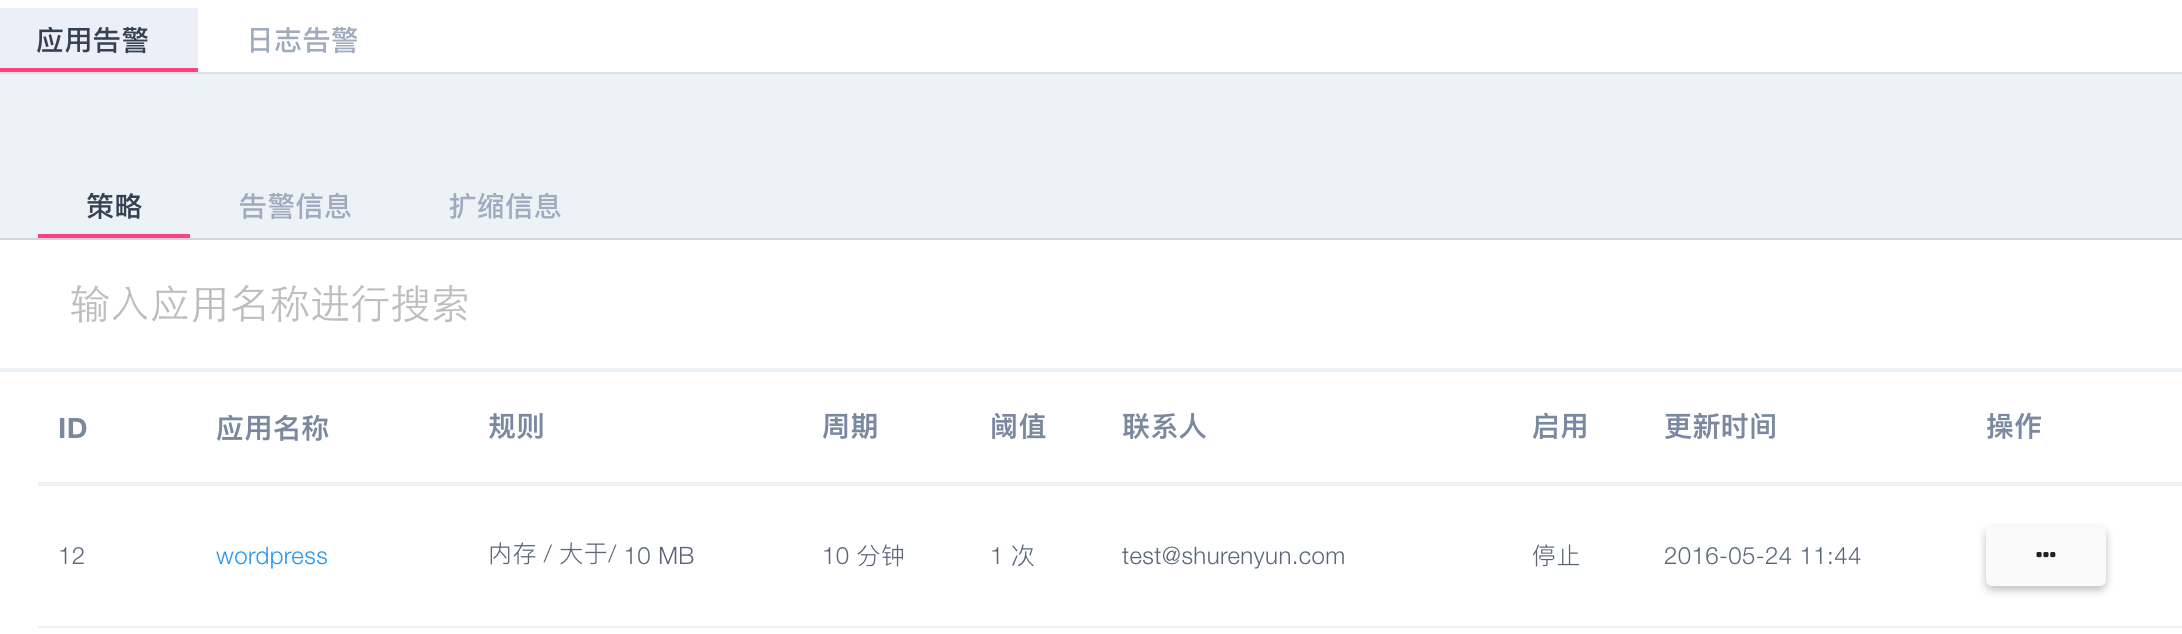 应用告警 日志告警
策略 告警信息 扩缩信息
输入应用名称进行搜索
ID 应用名称 规则 周期 阈值 联系人 启用 更新时间 操作
12 wordpress 内存 / 大于/ 10 MB 10 分钟 1 次 test@shurenyun.com 停止 2016-05-24 11:44 •••